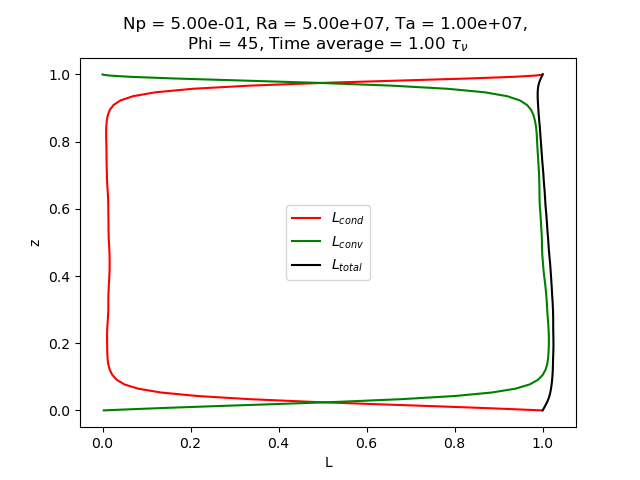 Np = 5.00e-01, Ra = 5.00e+07, Ta = 1.00e+07,
Phi = 45, Time average = 1.00 τν
1.0
0.8
0.6
0.4
0.2
0.0
z
Lcond
Lconv
Ltotal
0.0 0.2 0.4 0.6 0.8 1.0
L